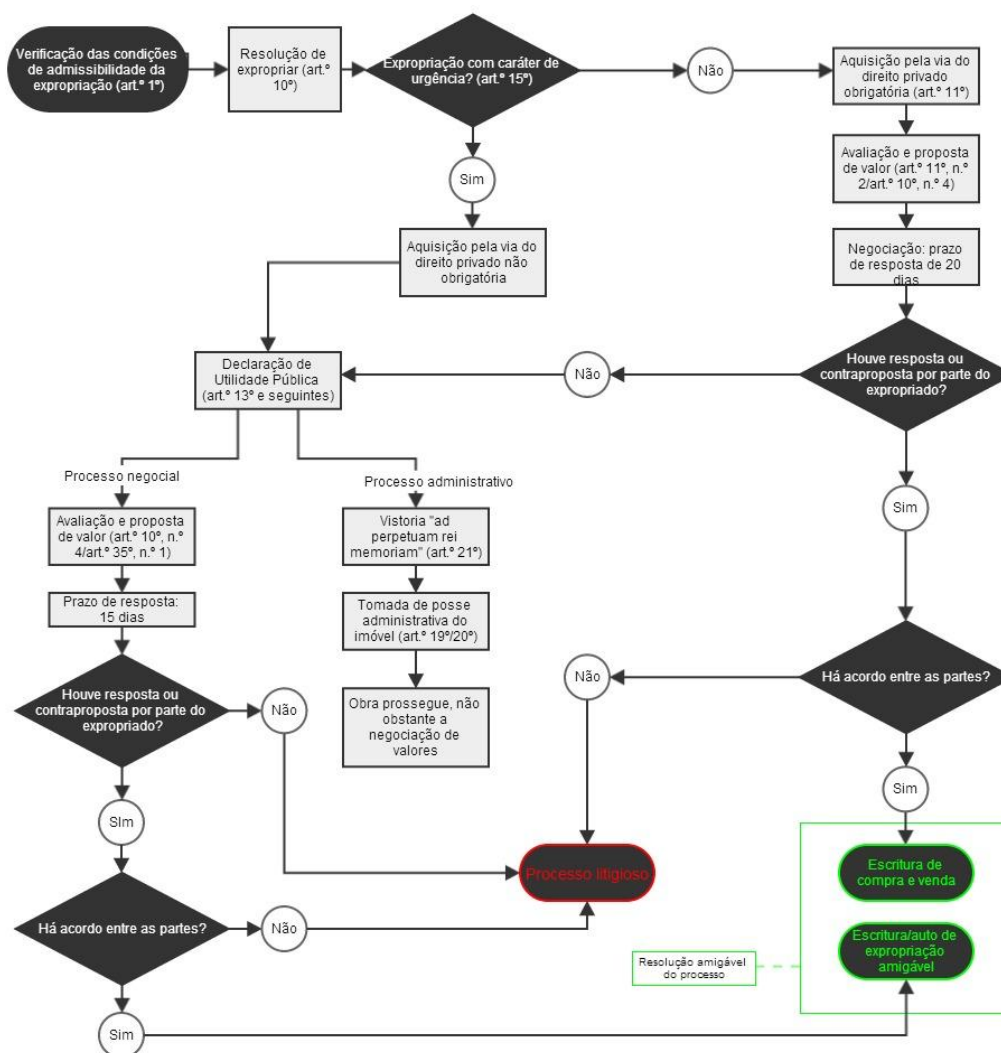 Verificação das condições
de admissibilidade da
expropriação (art.º 1º)
Resolução de
expropriar (art.º
10º)
Expropriação com caráter de
urgência? (art.º 15º)
Não
Aquisição pela via do
direito privado
obrigatória (art.º 11º)
Sim
Avaliação e proposta
de valor (art.º 11º, n.º
2/art.º 10º, n.º 4)
Aquisição pela via do
direito privado não
obrigatória
Negociação: prazo
de resposta de 20
dias
Houve resposta ou
contraproposta por parte do
expropriado?
Não
Declaração de
Utilidade Pública
(art.º 13º e seguintes)
Processo negocial
Processo administrativo
Sim
Avaliação e proposta
de valor (art.º 10º, n.º
4/art.º 35º, n.º 1)
Vistoria "ad
perpetuam rei
memoriam" (art.º 21º)
Prazo de resposta:
15 dias
Tomada de posse
administrativa do
imóvel (art.º 19º/20º)
Houve resposta ou
contraproposta por parte do
expropriado?
Não
Obra prossegue, não
obstante a
negociação de
valores
Não
Há acordo entre as partes?
Sim
SIm
Processo litigioso
Escritura de
compra e venda
Há acordo entre as partes?
Não
Escritura/auto de
expropriação
amigável
Resolução amigável
do processo
Sim